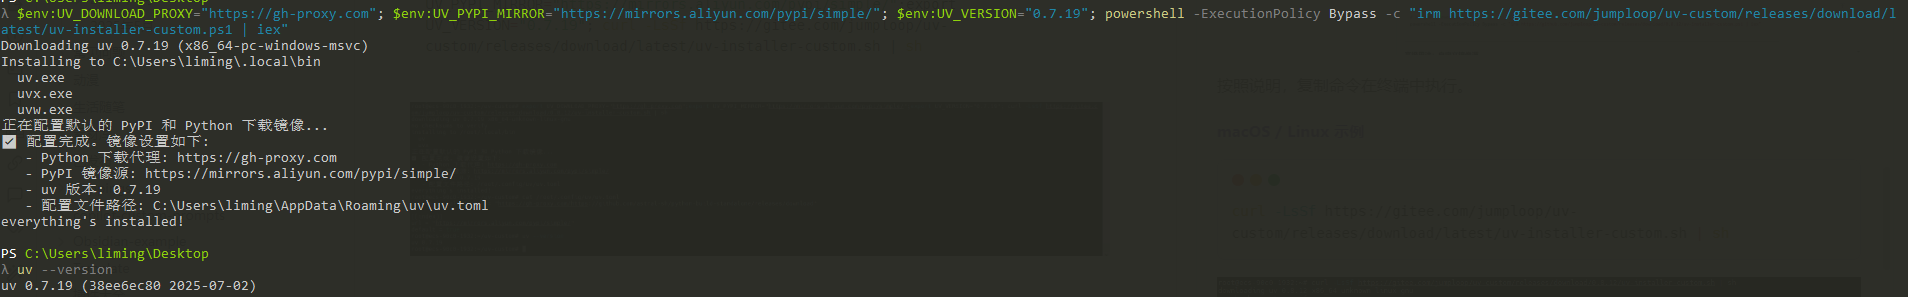 λ $env:UV_DOWNLOAD_PROXY="https://gh-proxy.com"; $env:UV_PYPI_MIRROR="https://mirrors.aliyun.com/pypi/simple/"; $env:UV_VERSION="0.7.19"; powershell -ExecutionPolicy Bypass -c "irm https://gitee.com/jumploop/uv-custom/releases/download/l
atest/uv-installer-custom.ps1 | iex"
Downloading uv 0.7.19 (x86_64-pc-windows-msvc)
Installing to C:\Users\liming\.local\bin
  uv.exe
  uvx.exe
  uvw.exe
正在配置默认的 PyPI 和 Python 下载镜像...
✅ 配置完成。镜像设置如下:
   - Python 下载代理: https://gh-proxy.com
   - PyPI 镜像源: https://mirrors.aliyun.com/pypi/simple/
   - uv 版本: 0.7.19
   - 配置文件路径: C:\Users\liming\AppData\Roaming\uv\uv.toml
everything's installed!
PS C:\Users\liming\Desktop
λ uv --version
uv 0.7.19 (38ee6ec80 2025-07-02)